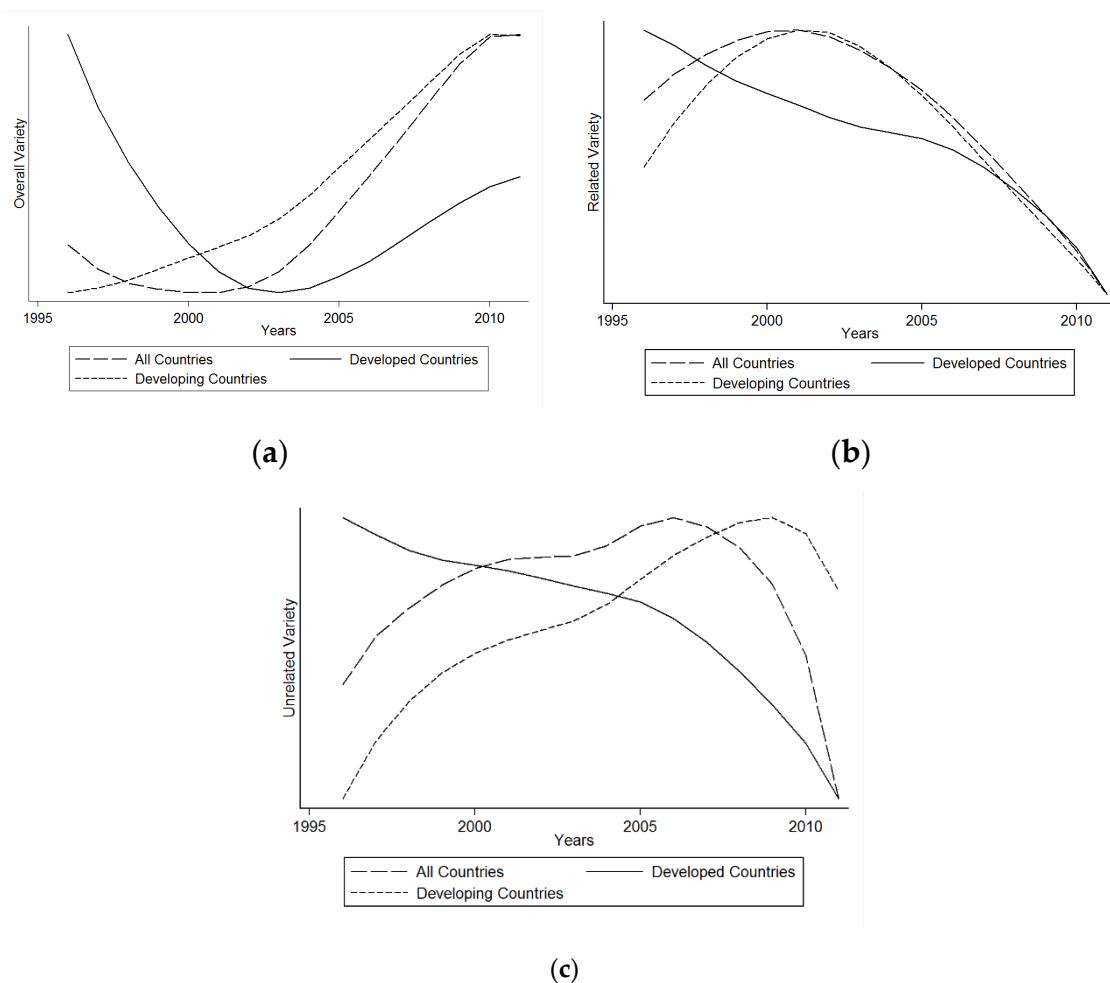 Overall Variety
1995 2000 2005 2010
Years
All Countries Developed Countries
Developing Countries
(a)
Related Variety
1995 2000 2005 2010
Years
All Countries Developed Countries
Developing Countries
(b)
Unrelated Variety
1995 2000 2005 2010
Years
All Countries Developed Countries
Developing Countries
(c)